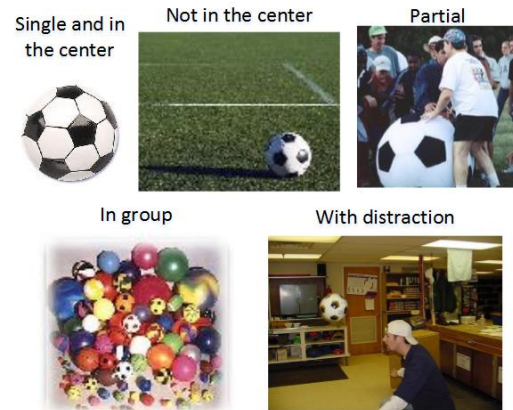 Single and in
the center
Not in the center
Partial
In group
With distraction